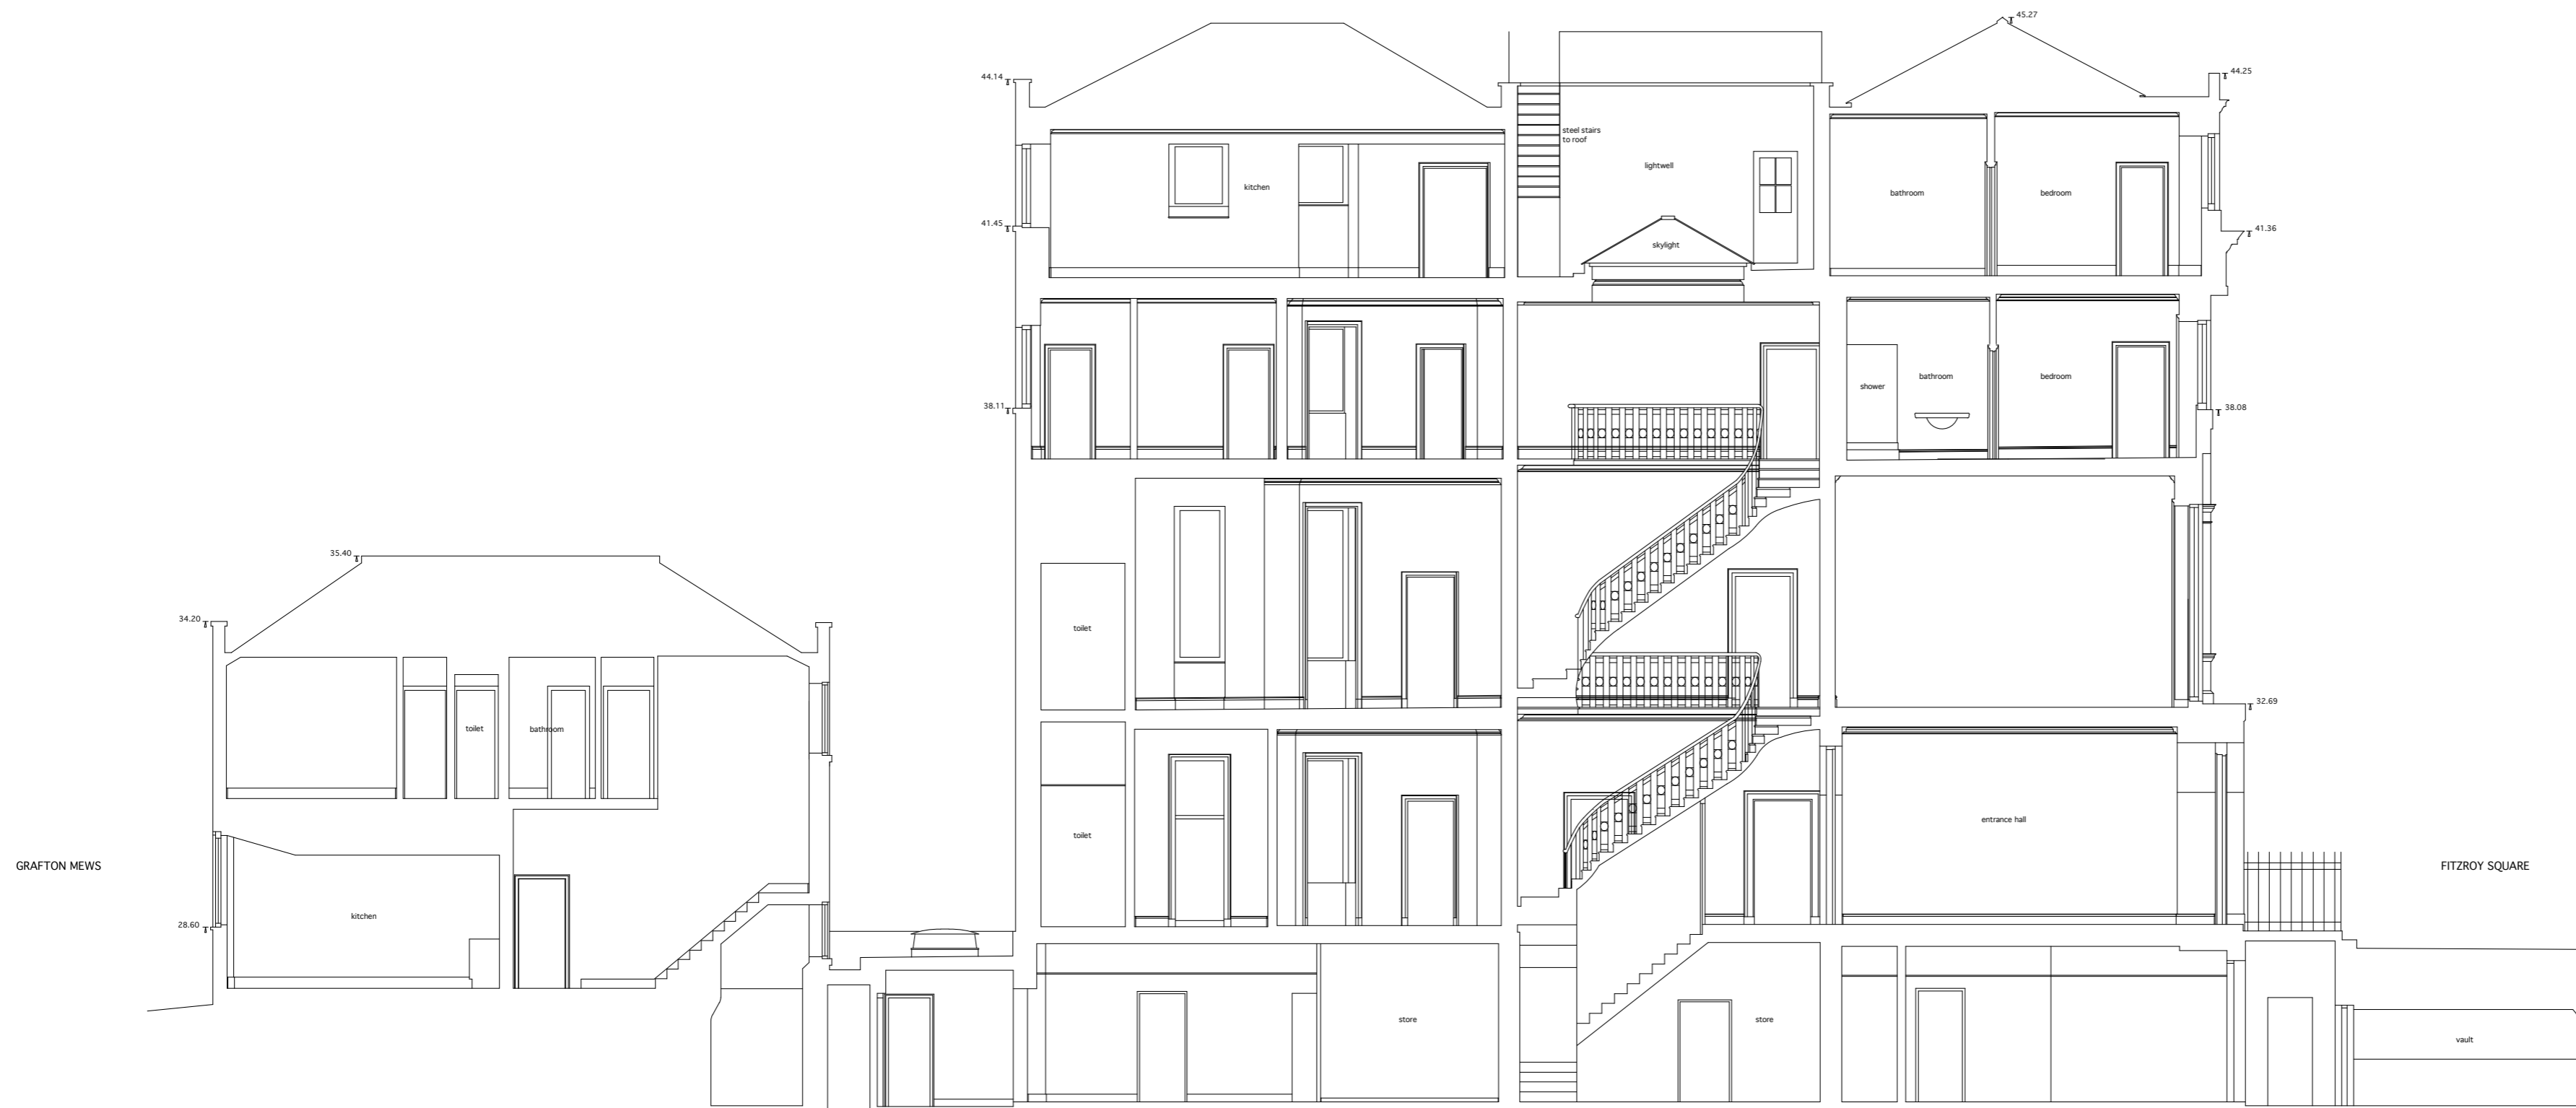 45.27
44.14
44.25
steel stairs
to roof
lightwell
kitchen
bathroom
bedroom
41.45
41.36
skylight
shower
bathroom
bedroom
38.11
38.08
35.40
34.20
toilet
32.69
toilet
bathroom
entrance hall
toilet
GRAFTON MEWS
FITZROY SQUARE
kitchen
28.60
store
store
vault